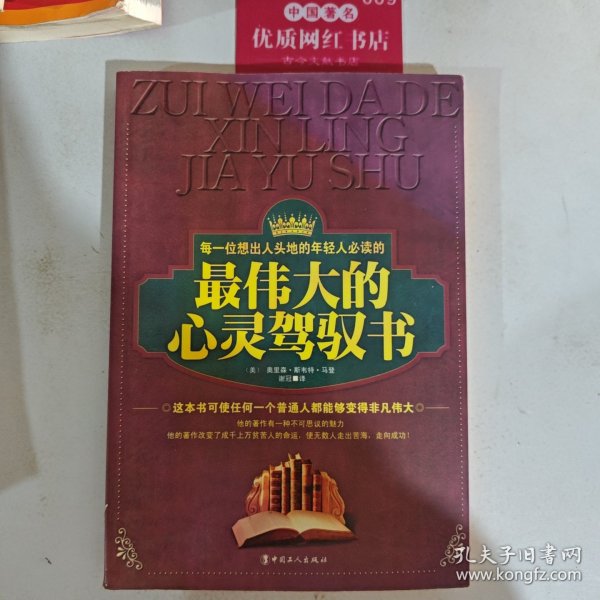 009
中国著名
优质网红书店
古今文献书店
ZUI WEI DA DE
XIN LING
JIA YU SHU
每一位想出人头地的年轻人必读的
最伟大的
心灵驾驭书
（美）奥里森·斯韦特·马登
谢冠■译
◎这本书可使任何一个普通人都能够变得非凡伟大◎
他的著作有一种不可思议的魅力
他的著作改变了成千上万贫苦人的命运，使无数人走出苦海，走向成功！
中国工人出版社
孔夫子旧书网
www.kongfz.com